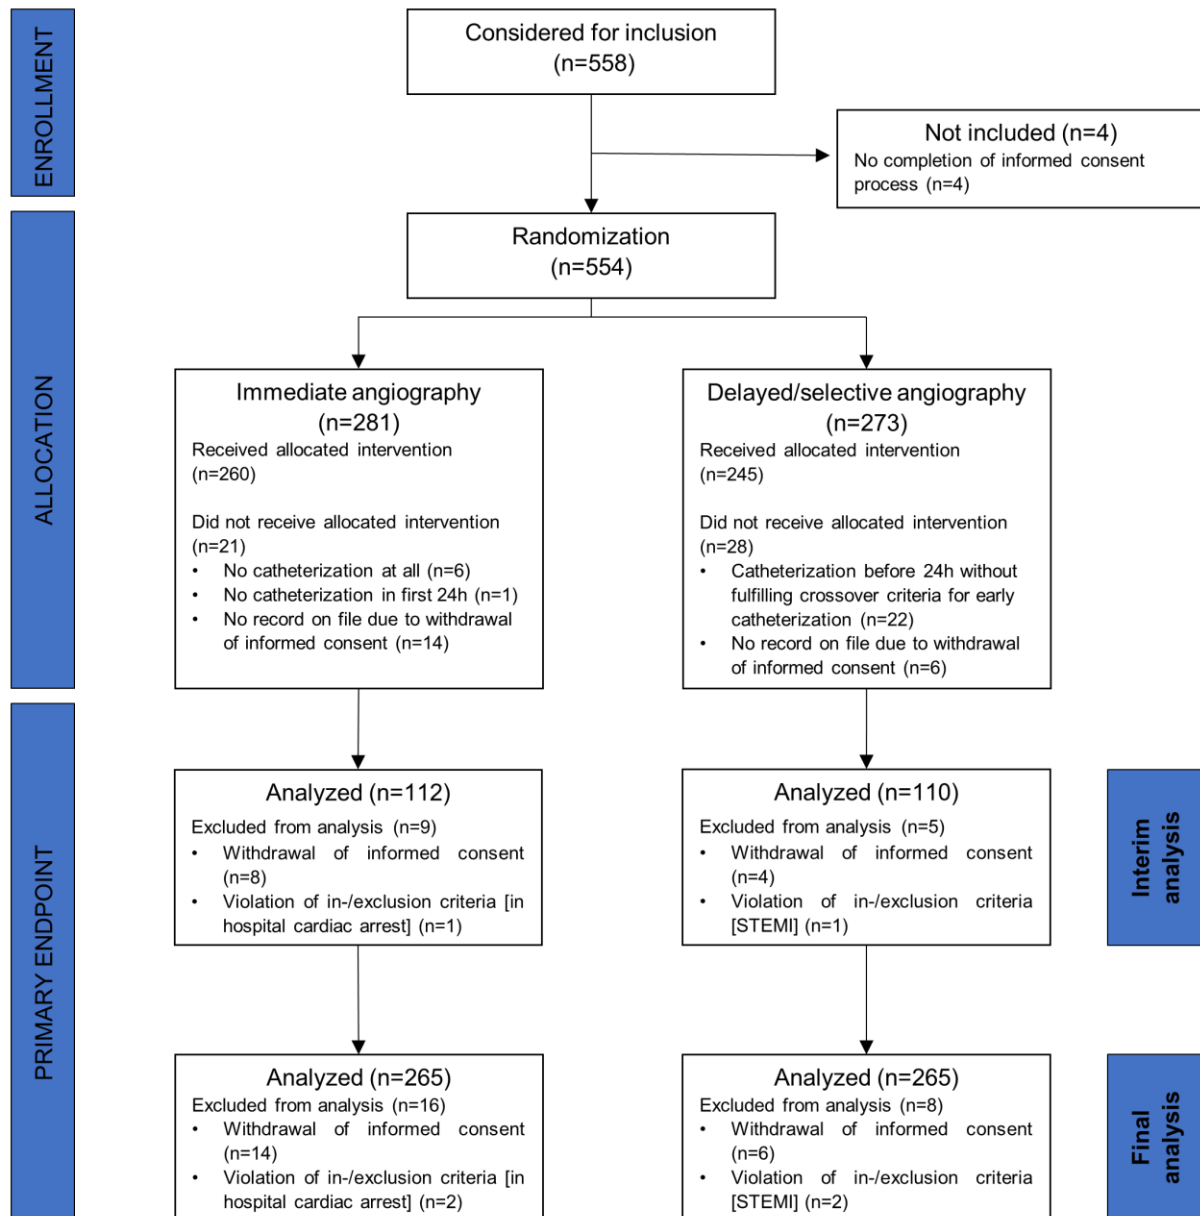 ENROLLMENT
Considered for inclusion
(n=558)
Not included (n=4)
No completion of informed consent
process (n=4)
ALLOCATION
Randomization
(n=554)
Immediate angiography
(n=281)
Received allocated intervention
(n=260)
Did not receive allocated intervention
(n=21)
• No catheterization at all (n=6)
• No catheterization in first 24h (n=1)
• No record on file due to withdrawal
of informed consent (n=14)
Delayed/selective angiography
(n=273)
Received allocated intervention
(n=245)
Did not receive allocated intervention
(n=28)
• Catheterization before 24h without
fulfilling crossover criteria for early
catheterization (n=22)
• No record on file due to withdrawal
of informed consent (n=6)
PRIMARY ENDPOINT
Analyzed (n=112)
Excluded from analysis (n=9)
• Withdrawal of informed consent
(n=8)
• Violation of in-/exclusion criteria [in
hospital cardiac arrest] (n=1)
Analyzed (n=110)
Excluded from analysis (n=5)
• Withdrawal of informed consent
(n=4)
• Violation of in-/exclusion criteria
[STEMI] (n=1)
Interim
analysis
Analyzed (n=265)
Excluded from analysis (n=16)
• Withdrawal of informed consent
(n=14)
• Violation of in-/exclusion criteria [in
hospital cardiac arrest] (n=2)
Analyzed (n=265)
Excluded from analysis (n=8)
• Withdrawal of informed consent
(n=6)
• Violation of in-/exclusion criteria
[STEMI] (n=2)
Final
analysis